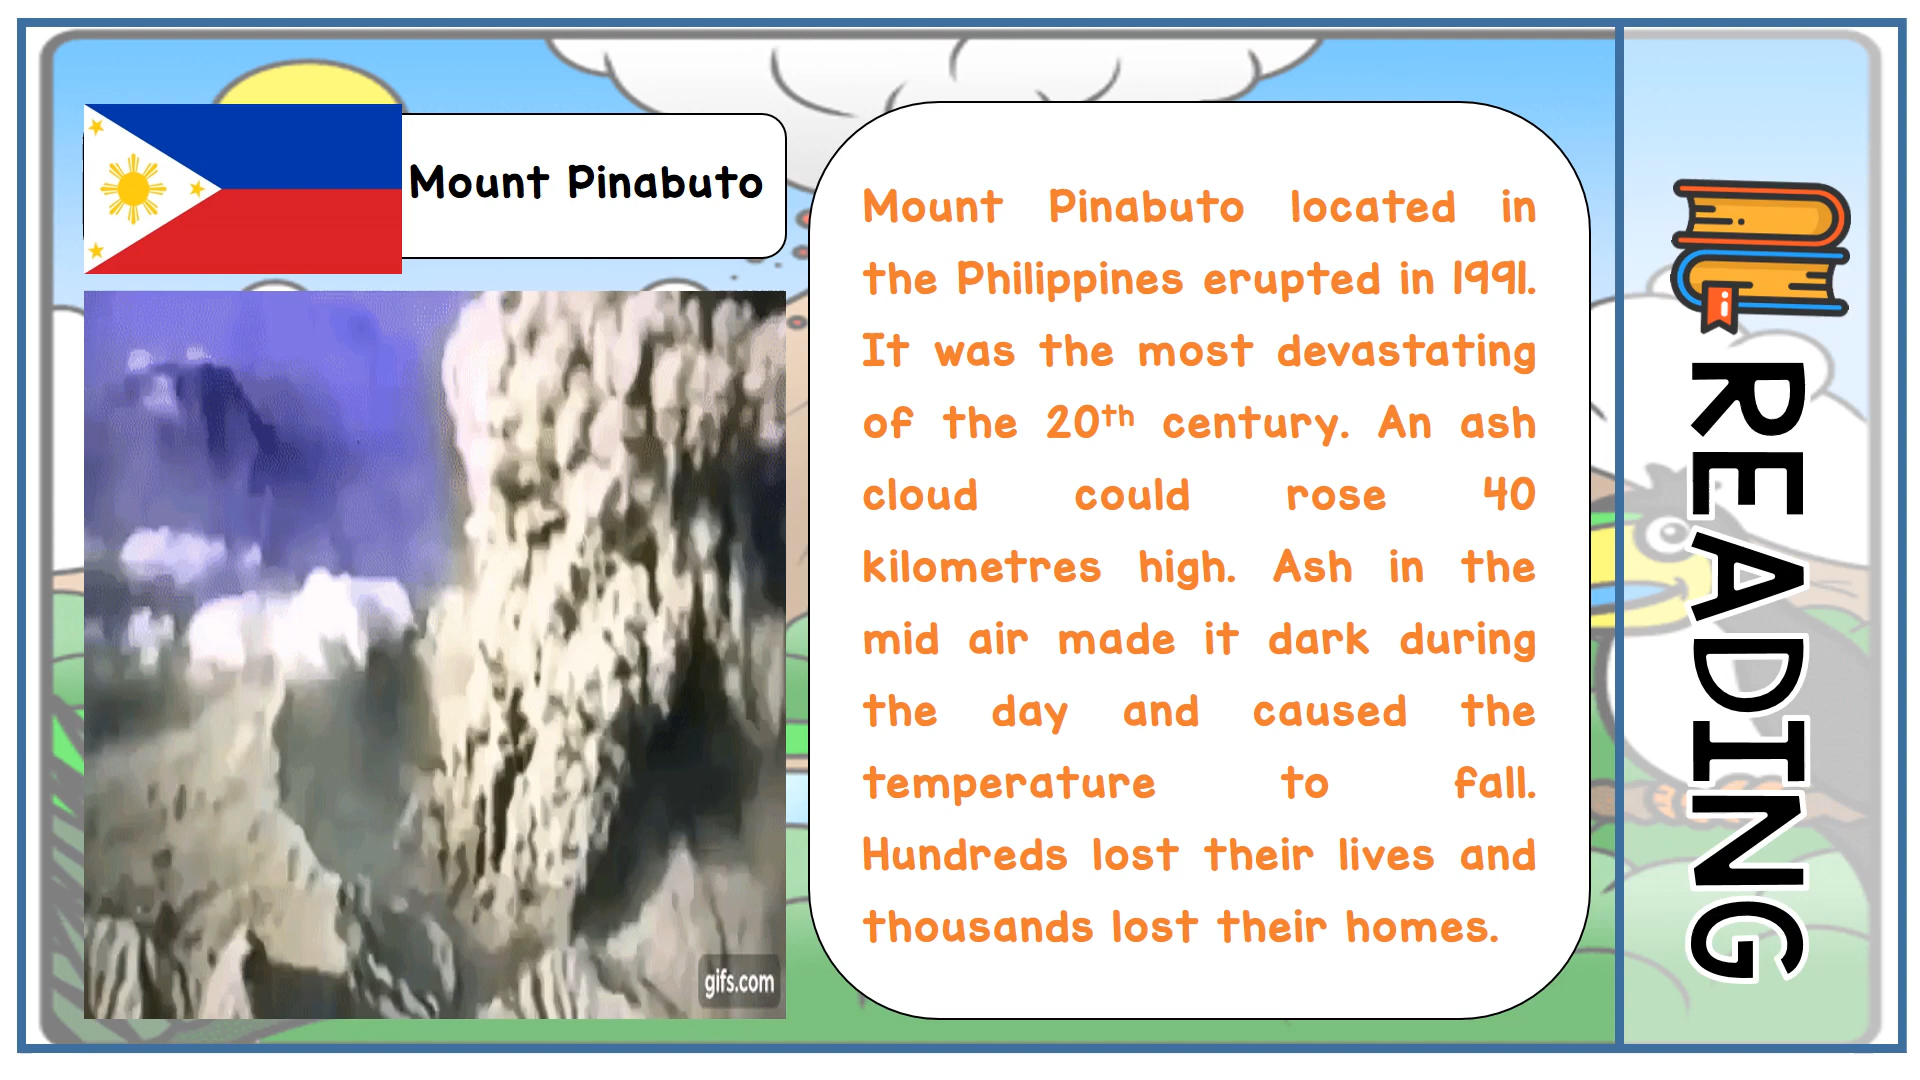 Mount Pinabuto
Mount Pinabuto located in
the Philippines erupted in 1991.
It was the most devastating
of the 20th century. An ash
cloud could rose 40
kilometres high. Ash in the
mid air made it dark during
the day and caused the
temperature to fall.
Hundreds lost their lives and
thousands lost their homes.
READING
gifs.com